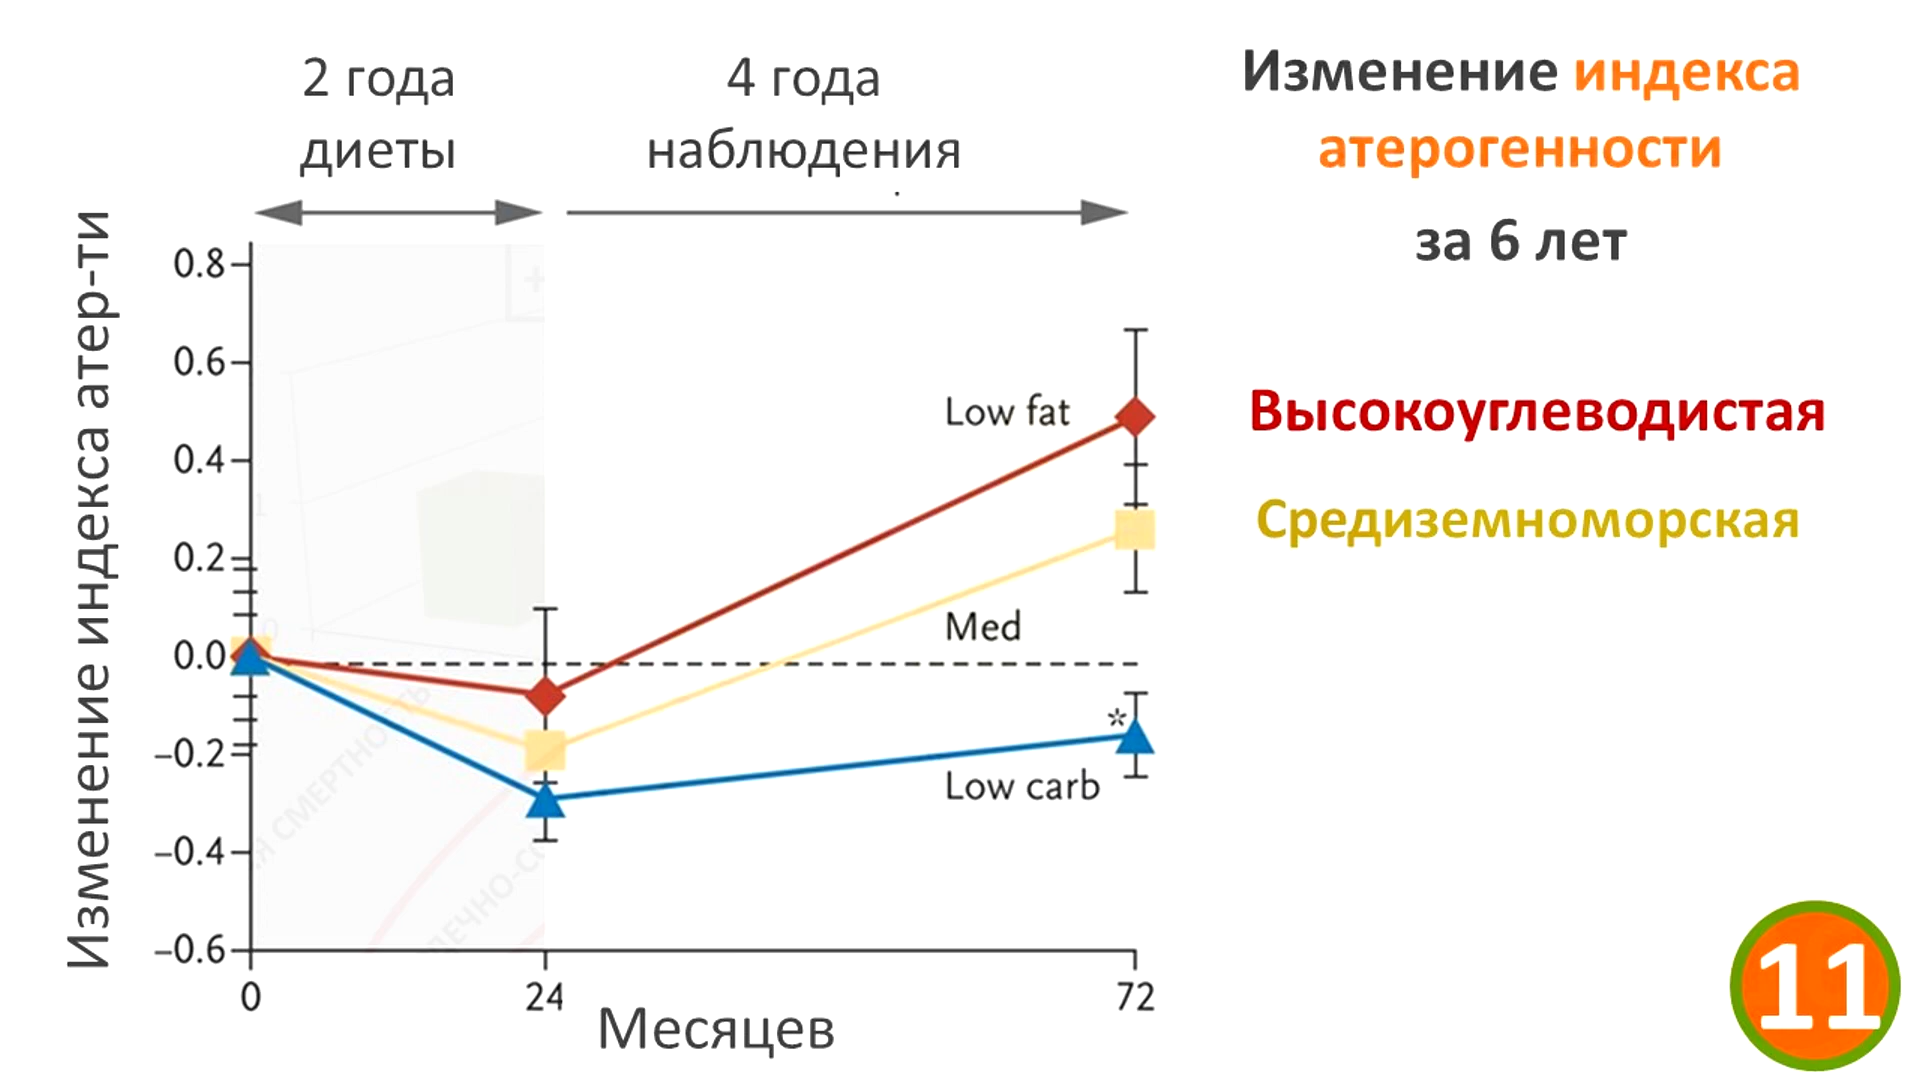 2 года
диеты
4 года
наблюдения
Изменение индекса
атерогенности
за 6 лет
Высокоуглеводистая
Средиземноморская
Изменение индекса атер-ти
0.8
0.6
0.4
0.2
0.0
–0.2
–0.4
–0.6
Low fat
Med
*
Low carb
0
24
72
Месяцев
СМЕРТНОСТЬ
11